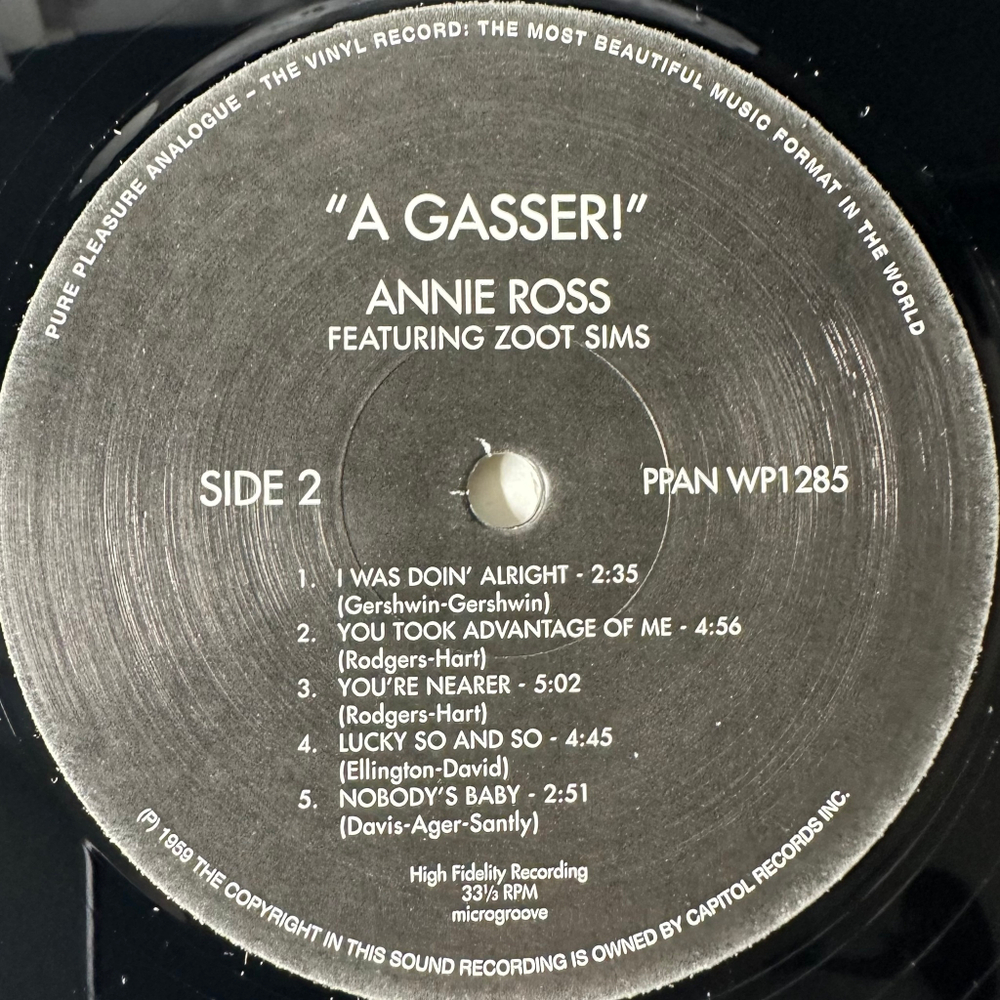 PURE PLEASURE ANALOGUE – THE VINYL RECORD: THE MOST BEAUTIFUL MUSIC FORMAT IN THE WORLD
"A GASSER!"
ANNIE ROSS
FEATURING ZOOT SIMS
SIDE 2
PPAN WP1285
1. I WAS DOIN' ALRIGHT - 2:35
(Gershwin-Gershwin)
2. YOU TOOK ADVANTAGE OF ME - 4:56
(Rodgers-Hart)
3. YOU'RE NEARER - 5:02
(Rodgers-Hart)
4. LUCKY SO AND SO - 4:45
(Ellington-David)
5. NOBODY'S BABY - 2:51
(Davis-Ager-Santly)
High Fidelity Recording
33⅓ RPM
microgroove
(P) 1959 THE COPYRIGHT IN THIS SOUND RECORDING IS OWNED BY CAPITOL RECORDS INC.